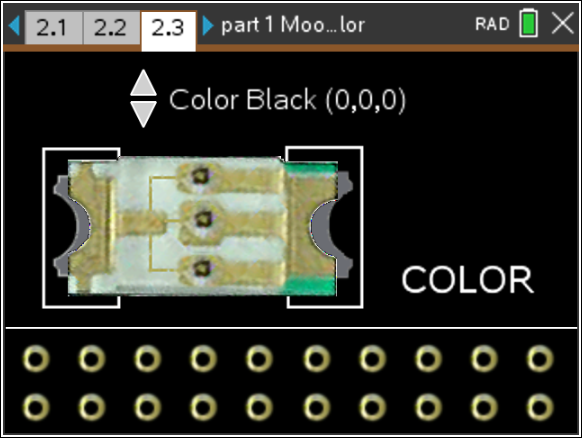 2.1 2.2 2.3 part 1 Moo…lor RAD
Color Black (0,0,0)
COLOR